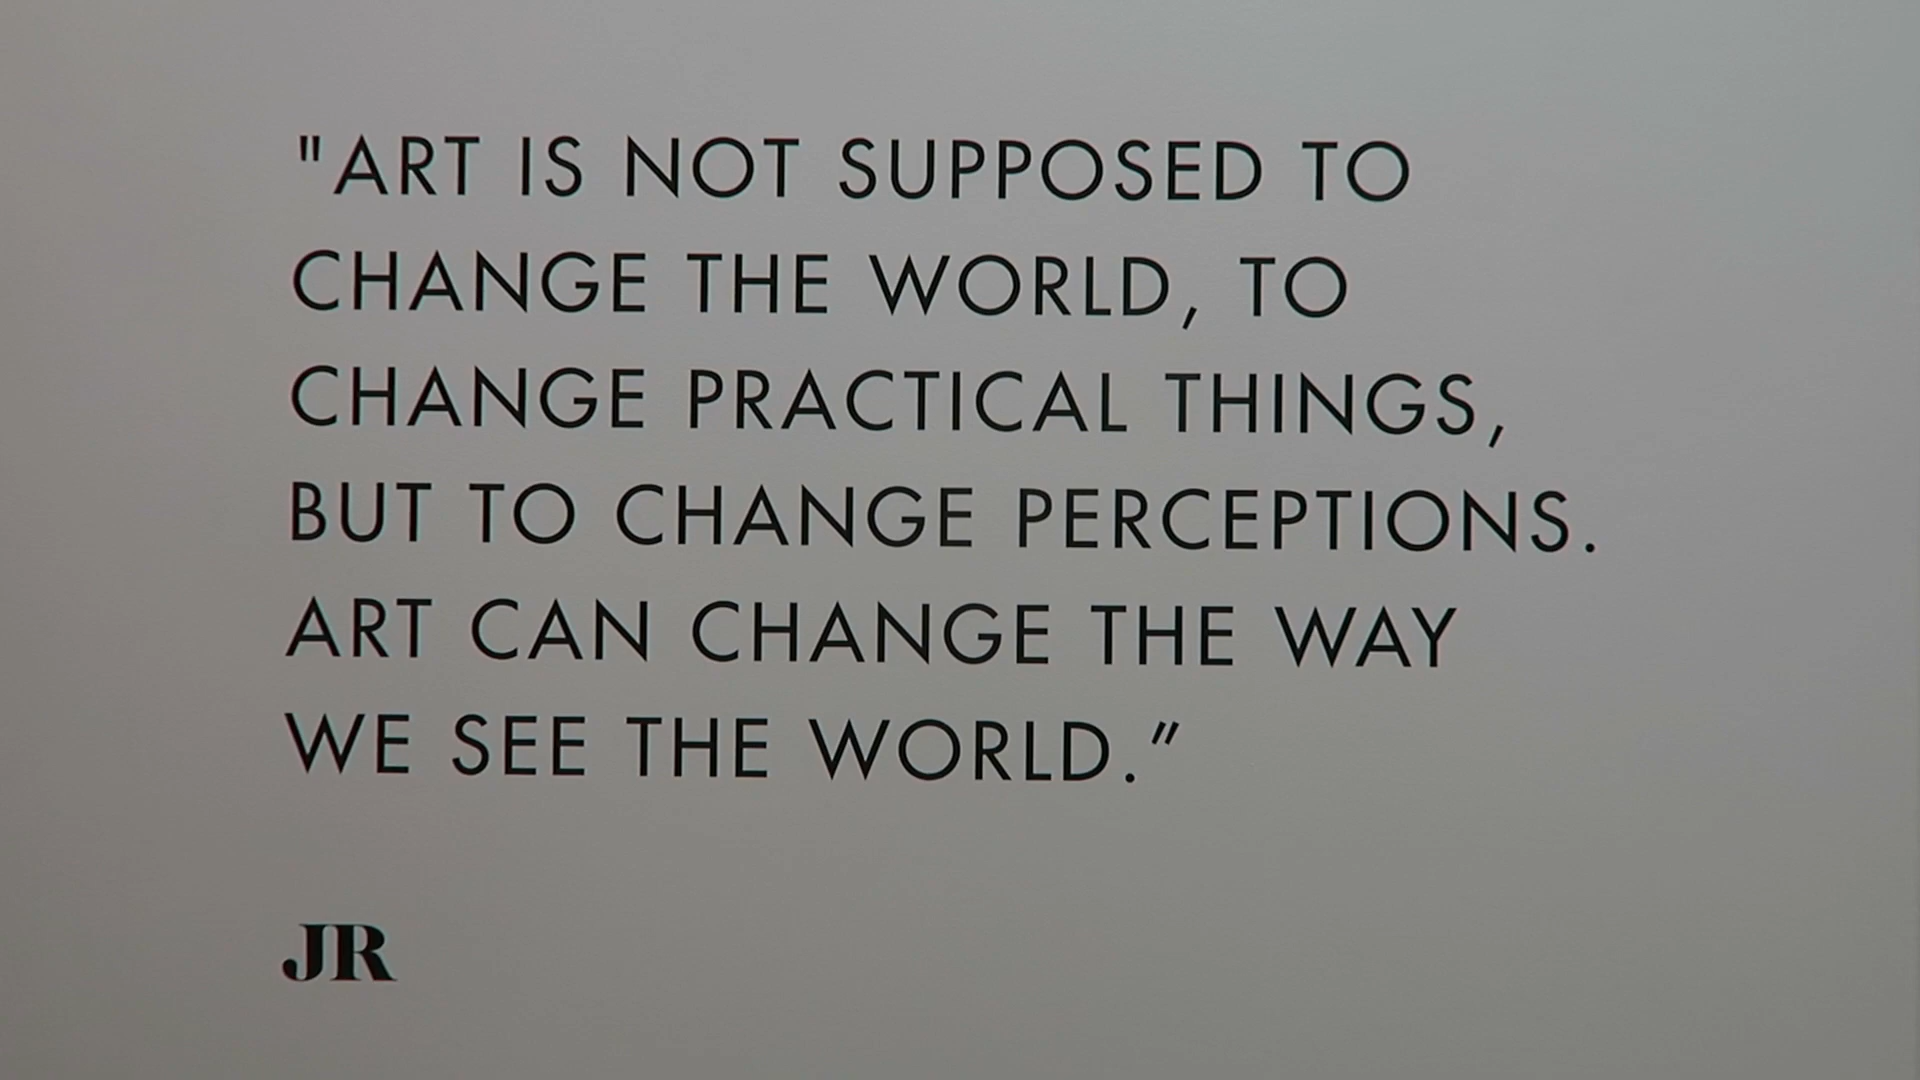 "ART IS NOT SUPPOSED TO
CHANGE THE WORLD, TO
CHANGE PRACTICAL THINGS,
BUT TO CHANGE PERCEPTIONS.
ART CAN CHANGE THE WAY
WE SEE THE WORLD.”
JR